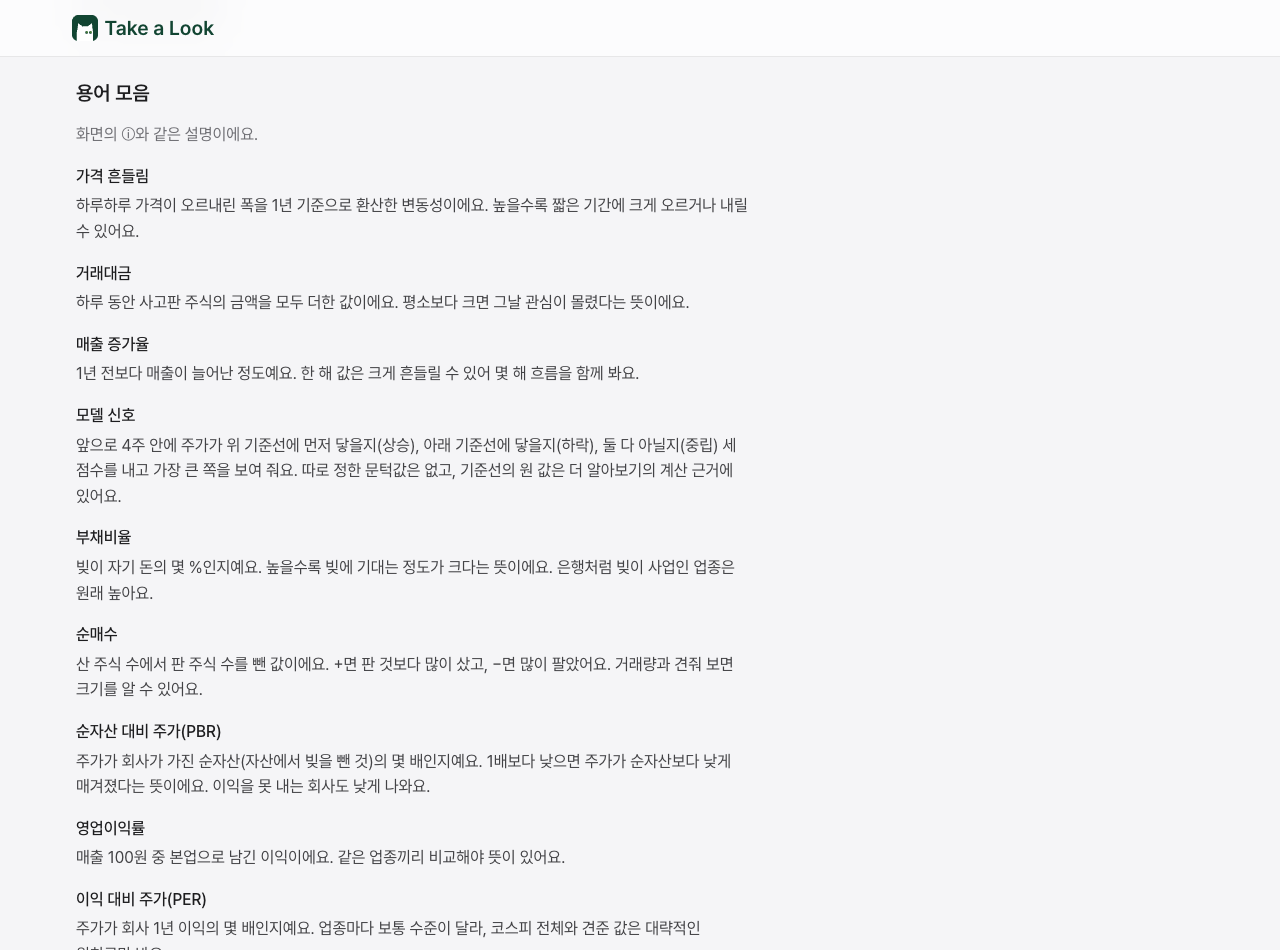 Take a Look
용어 모음
화면의 ⓘ와 같은 설명이에요.
가격 흔들림
하루하루 가격이 오르내린 폭을 1년 기준으로 환산한 변동성이에요. 높을수록 짧은 기간에 크게 오르거나 내릴
수 있어요.
거래대금
하루 동안 사고판 주식의 금액을 모두 더한 값이에요. 평소보다 크면 그날 관심이 몰렸다는 뜻이에요.
매출 증가율
1년 전보다 매출이 늘어난 정도예요. 한 해 값은 크게 흔들릴 수 있어 몇 해 흐름을 함께 봐요.
모델 신호
앞으로 4주 안에 주가가 위 기준선에 먼저 닿을지(상승), 아래 기준선에 닿을지(하락), 둘 다 아닐지(중립) 세
점수를 내고 가장 큰 쪽을 보여 줘요. 따로 정한 문턱값은 없고, 기준선의 원 값은 더 알아보기의 계산 근거에
있어요.
부채비율
빚이 자기 돈의 몇 %인지예요. 높을수록 빚에 기대는 정도가 크다는 뜻이에요. 은행처럼 빚이 사업인 업종은
원래 높아요.
순매수
산 주식 수에서 판 주식 수를 뺀 값이에요. +면 판 것보다 많이 샀고, −면 많이 팔았어요. 거래량과 견줘 보면
크기를 알 수 있어요.
순자산 대비 주가(PBR)
주가가 회사가 가진 순자산(자산에서 빚을 뺀 것)의 몇 배인지예요. 1배보다 낮으면 주가가 순자산보다 낮게
매겨졌다는 뜻이에요. 이익을 못 내는 회사도 낮게 나와요.
영업이익률
매출 100원 중 본업으로 남긴 이익이에요. 같은 업종끼리 비교해야 뜻이 있어요.
이익 대비 주가(PER)
주가가 회사 1년 이익의 몇 배인지예요. 업종마다 보통 수준이 달라, 코스피 전체와 견준 값은 대략적인